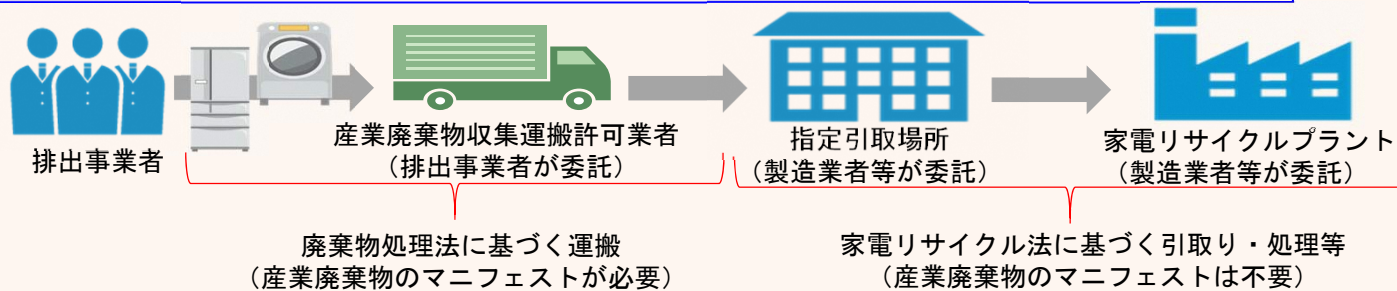 排出事業者
産業廃棄物収集運搬許可業者
（排出事業者が委託）
指定引取場所
（製造業者等が委託）
家電リサイクルプラント
（製造業者等が委託）
廃棄物処理法に基づく運搬
（産業廃棄物のマニフェストが必要）
家電リサイクル法に基づく引取り・処理等
（産業廃棄物のマニフェストは不要）